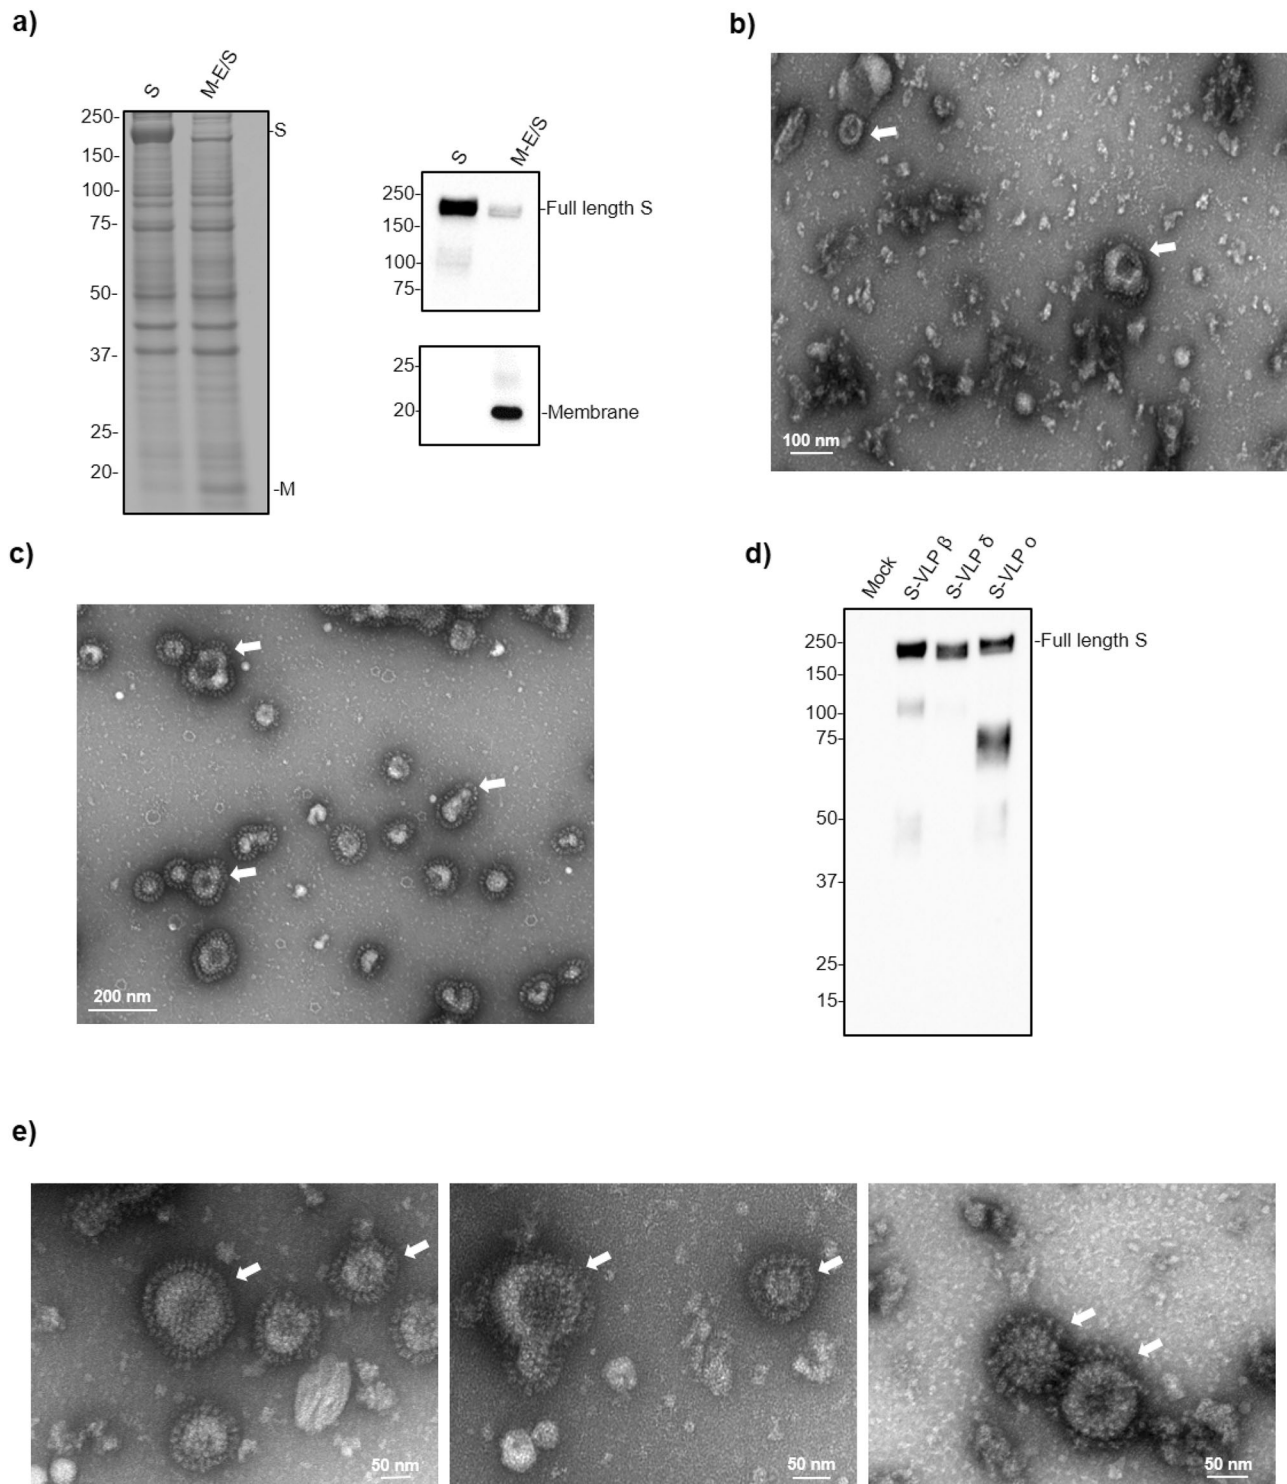 a)
S
M-E/S
250-
150-
100-
75-
50-
37-
25-
20-
-S
-M
S
M-E/S
250-
150-
100-
75-
-Full length S
25-
20-
-Membrane
b)
100 nm
c)
200 nm
d)
Mock
S-VLP β
S-VLP δ
S-VLP o
250-
150-
100-
75-
50-
37-
25-
15-
-Full length S
e)
50 nm
50 nm
50 nm